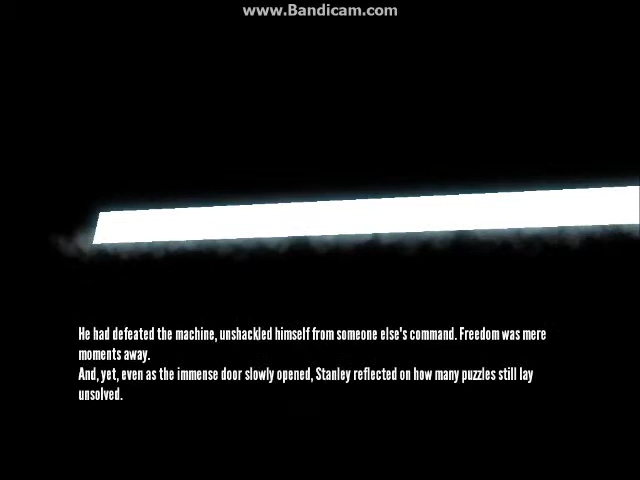 www.Bandicam.com
He had defeated the machine, unshackled himself from someone else's command. Freedom was mere
moments away.
And, yet, even as the immense door slowly opened, Stanley reflected on how many puzzles still lay
unsolved.